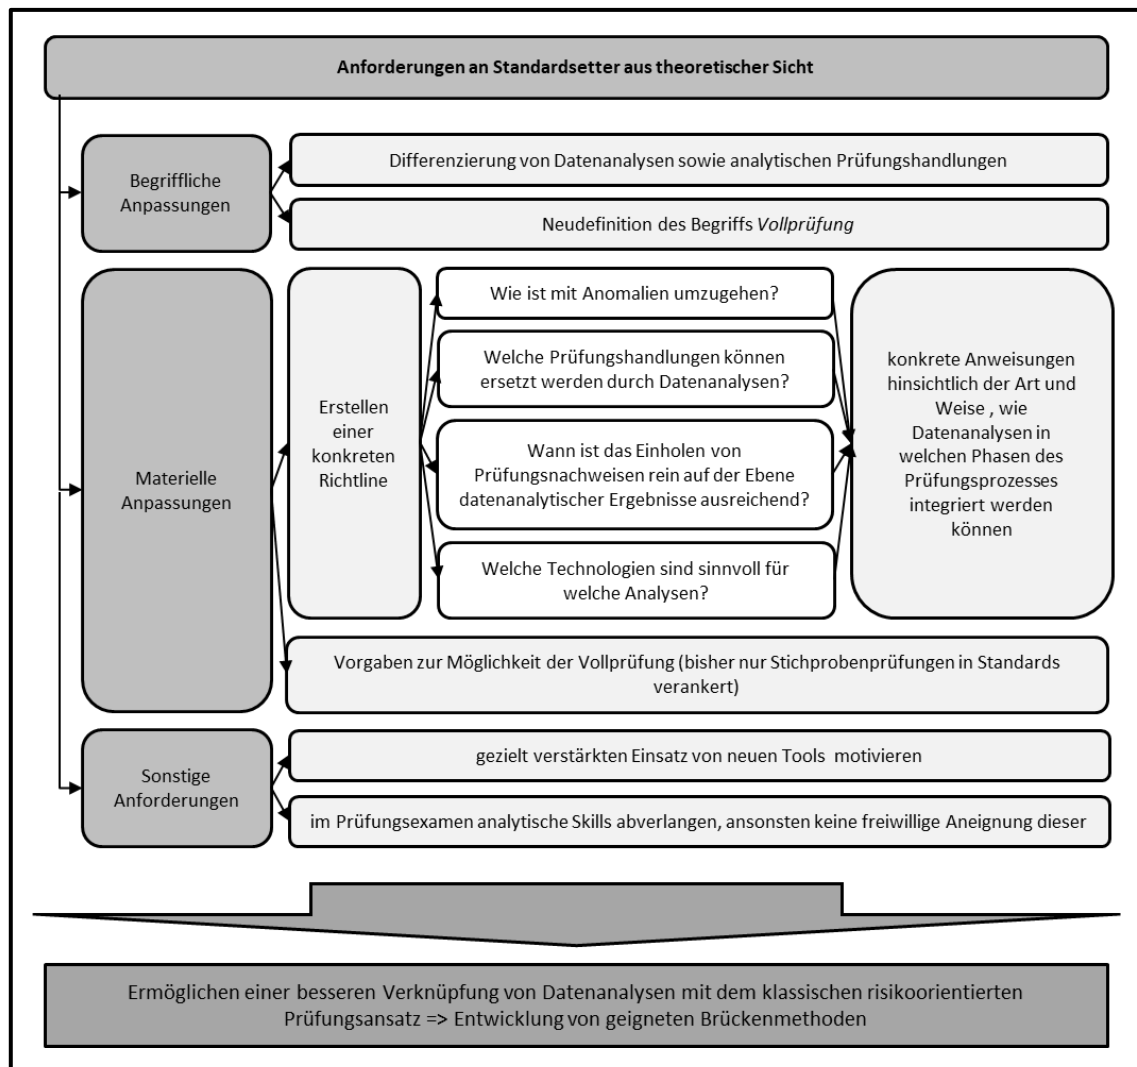 Anforderungen an Standardsetter aus theoretischer Sicht
Begriffliche
Anpassungen
Differenzierung von Datenanalysen sowie analytischen Prüfungshandlungen
Neudefinition des Begriffs Vollprüfung
Materielle
Anpassungen
Erstellen
einer
konkreten
Richtline
Wie ist mit Anomalien umzugehen?
Welche Prüfungshandlungen können
ersetzt werden durch Datenanalysen?
Wann ist das Einholen von
Prüfungsnachweisen rein auf der Ebene
datenanalytischer Ergebnisse ausreichend?
Welche Technologien sind sinnvoll für
welche Analysen?
konkrete Anweisungen
hinsichtlich der Art und
Weise , wie
Datenanalysen in
welchen Phasen des
Prüfungsprozesses
integriert werden
können
Vorgaben zur Möglichkeit der Vollprüfung (bisher nur Stichprobenprüfungen in Standards
verankert)
Sonstige
Anforderungen
gezielt verstärkten Einsatz von neuen Tools motivieren
im Prüfungsexamen analytische Skills abverlangen, ansonsten keine freiwillige Aneignung dieser
Ermöglichen einer besseren Verknüpfung von Datenanalysen mit dem klassischen risikoorientierten
Prüfungsansatz => Entwicklung von geigneten Brückenmethoden